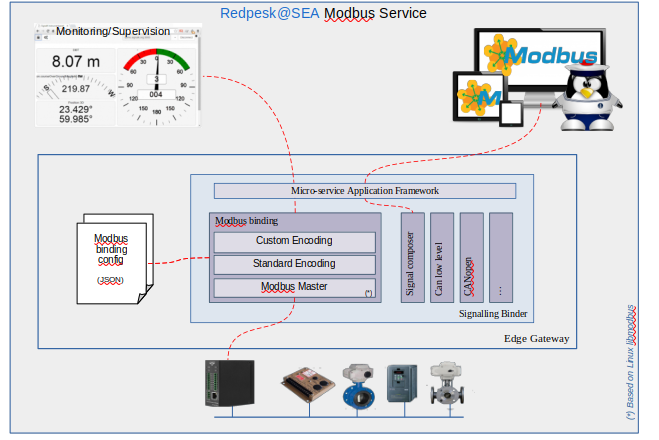 Redpesk@SEA Modbus Service
Monitoring/Supervision
8.07 m
219.87
23.429°
59.985°
S
W
0
30
30
60
60
90
90
120
120
150
150
180
3
004
Modbus
M
Micro-service Application Framework
Modbus binding
Custom Encoding
Standard Encoding
Modbus Master
(*)
Signal composer
Can low level
CANopen
...
Signalling Binder
Edge Gateway
Modbus
binding
config
(JSON)
(*) Based on Linux libmodbus